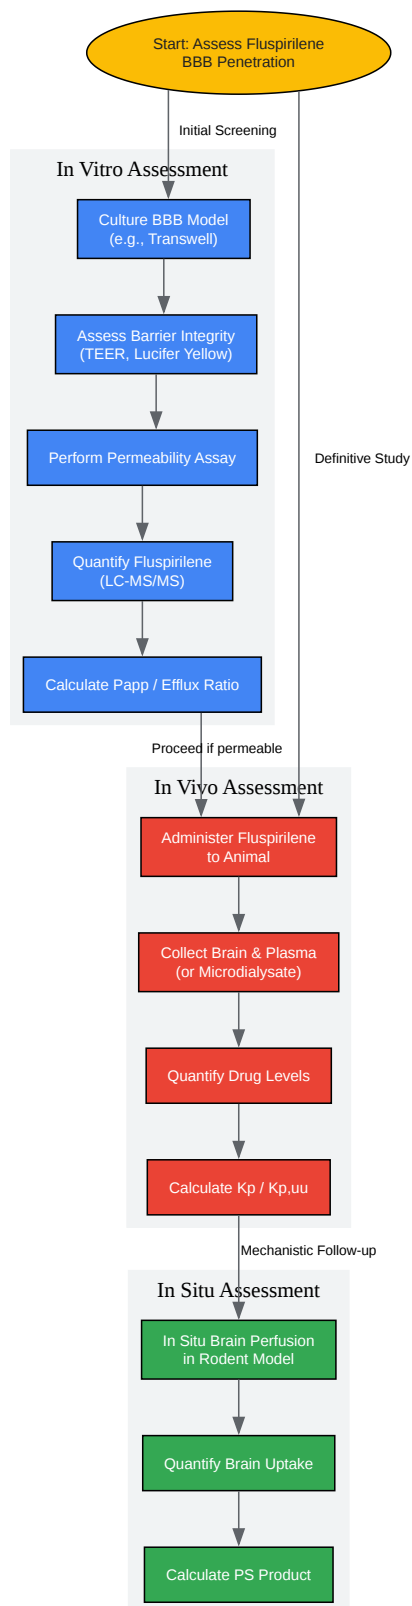 Start: Assess Fluspirilene
BBB Penetration
Initial Screening
In Vitro Assessment
Culture BBB Model
(e.g., Transwell)
Assess Barrier Integrity
(TEER, Lucifer Yellow)
Perform Permeability Assay
Definitive Study
Quantify Fluspirilene
(LC-MS/MS)
Calculate Papp / Efflux Ratio
Proceed if permeable
In Vivo Assessment
Administer Fluspirilene
to Animal
Collect Brain & Plasma
(or Microdialysate)
Quantify Drug Levels
Calculate Kp / Kp,uu
Mechanistic Follow-up
In Situ Assessment
In Situ Brain Perfusion
in Rodent Model
Quantify Brain Uptake
Calculate PS Product